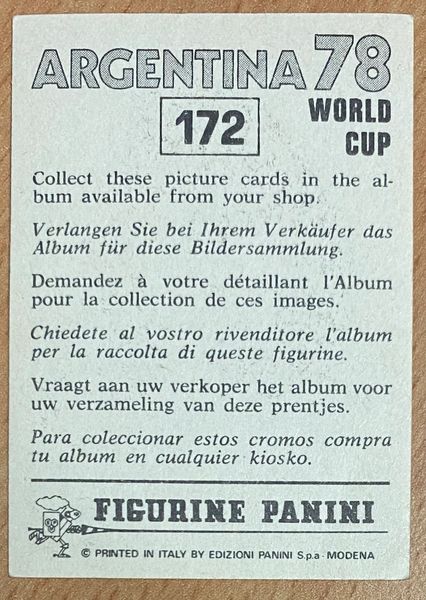 ARGENTINA 78
172
WORLD
CUP
Collect these picture cards in the al-
bum available from your shop.
Verlangen Sie bei Ihrem Verkäufer das
Album für diese Bildersammlung.
Demandez à votre détaillant l'Album
pour la collection de ces images.
Chiedete al vostro rivenditore l'album
per la raccolta di queste figurine.
Vraagt aan uw verkoper het album voor
uw verzameling van deze prentjes.
Para coleccionar estos cromos compra
tu album en cualquier kiosko.
FIGURINE PANINI
© PRINTED IN ITALY BY EDIZIONI PANINI S.p.a - MODENA